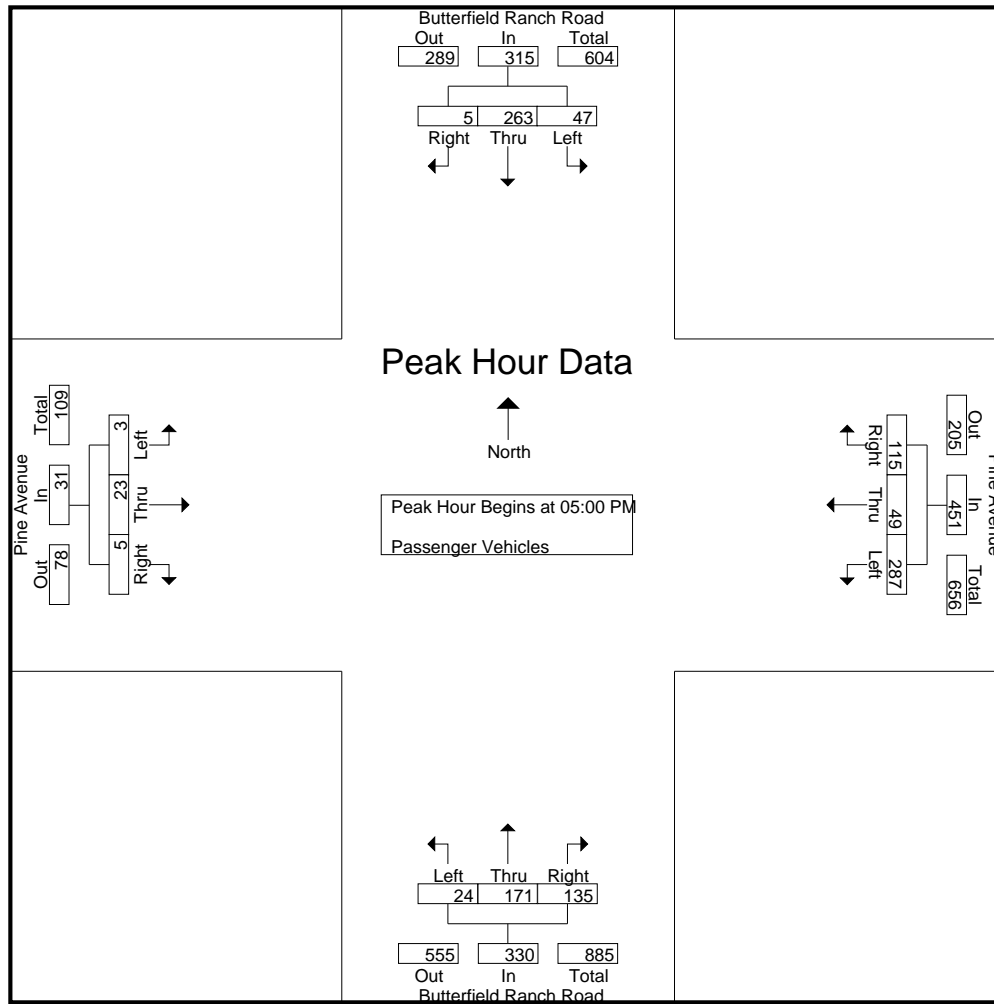 Butterfield Ranch Road
Out In Total
289 315 604
5 263 47
Right Thru Left
Peak Hour Data
North
Peak Hour Begins at 05:00 PM
Passenger Vehicles
Pine Avenue
Out In Total
78 31 109
3 23 5
Left Thru Right
Pine Avenue
Out In Total
205 451 656
115 49 287
Right Thru Left
Left Thru Right
24 171 135
555 330 885
Out In Total
Butterfield Ranch Road